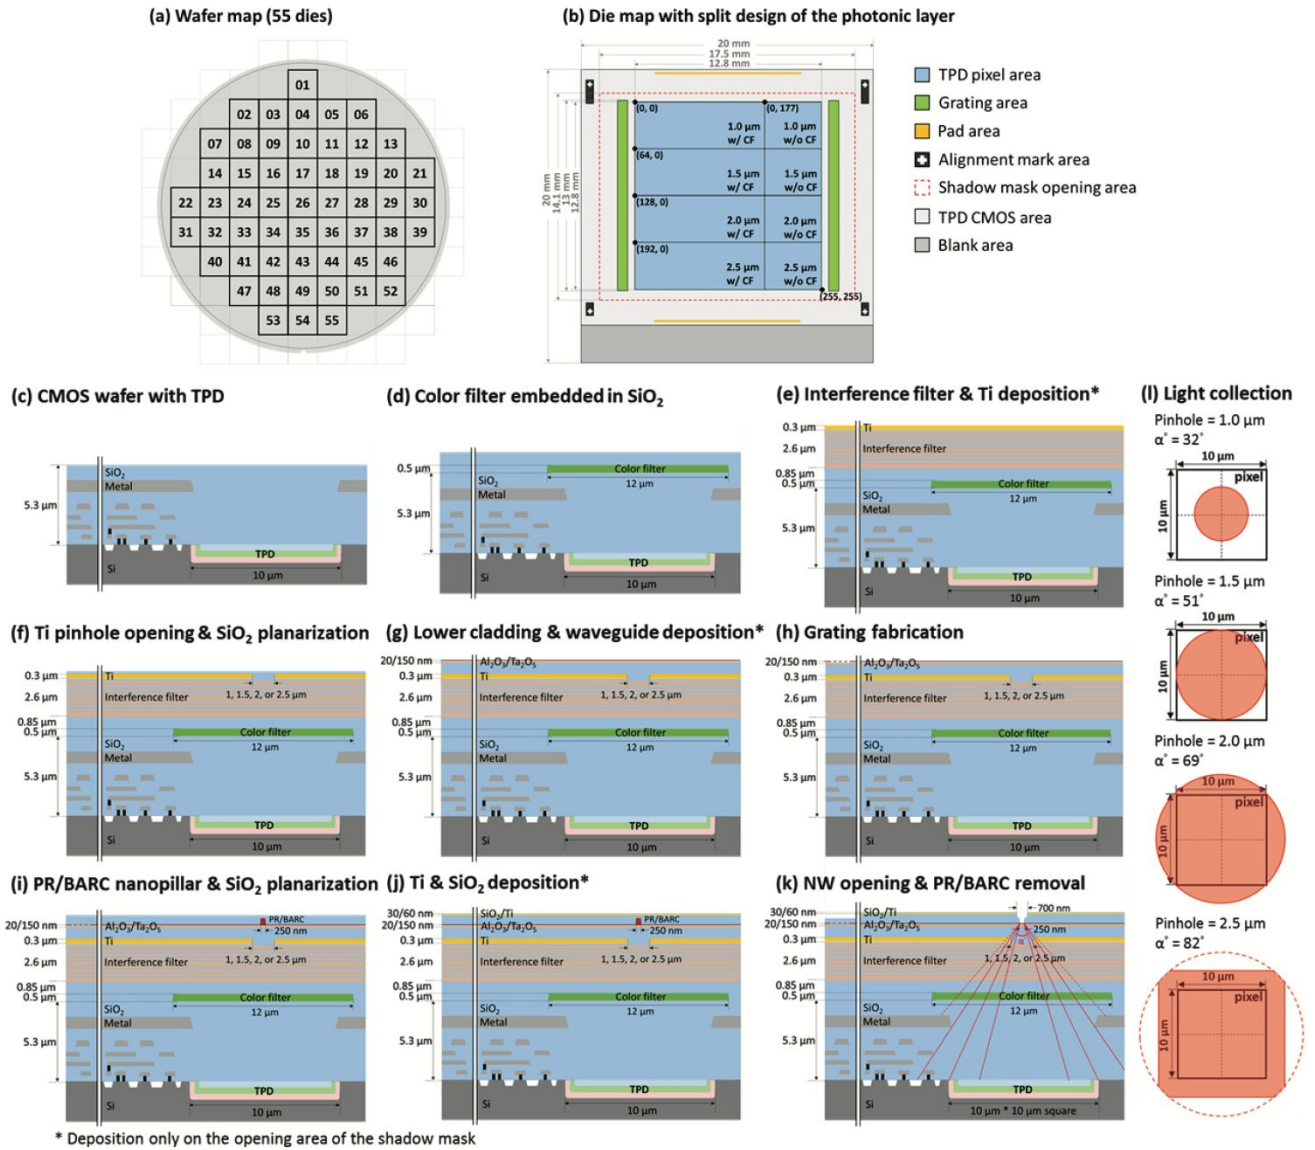 (a) Wafer map (55 dies)
01
02 03 04 05 06
07 08 09 10 11 12 13
14 15 16 17 18 19 20 21
22 23 24 25 26 27 28 29 30
31 32 33 34 35 36 37 38 39
40 41 42 43 44 45 46
47 48 49 50 51 52
53 54 55
(b) Die map with split design of the photonic layer
20 mm
17.5 mm
12.8 mm
20 mm
14.1 mm
13 mm
12.8 mm
(0, 0)
(0, 177)
1.0 µm
w/ CF
1.0 µm
w/o CF
(64, 0)
1.5 µm
w/ CF
1.5 µm
w/o CF
(128, 0)
2.0 µm
w/ CF
2.0 µm
w/o CF
(192, 0)
2.5 µm
w/ CF
2.5 µm
w/o CF
(255, 255)
TPD pixel area
Grating area
Pad area
Alignment mark area
Shadow mask opening area
TPD CMOS area
Blank area
(c) CMOS wafer with TPD
SiO2
Metal
5.3 µm
TPD
Si
10 µm
(d) Color filter embedded in SiO2
0.5 µm
Color filter
SiO2
12 µm
Metal
5.3 µm
TPD
Si
10 µm
(e) Interference filter & Ti deposition*
0.3 µm
Ti
2.6 µm
Interference filter
0.85 µm
0.5 µm
Color filter
SiO2
12 µm
Metal
5.3 µm
TPD
Si
10 µm
(f) Ti pinhole opening & SiO2 planarization
0.3 µm
Ti
2.6 µm
Interference filter
1, 1.5, 2, or 2.5 µm
0.85 µm
0.5 µm
Color filter
SiO2
12 µm
Metal
5.3 µm
TPD
Si
10 µm
(g) Lower cladding & waveguide deposition*
20/150 nm
Al2O3/Ta2O5
0.3 µm
Ti
2.6 µm
Interference filter
1, 1.5, 2, or 2.5 µm
0.85 µm
0.5 µm
Color filter
SiO2
12 µm
Metal
5.3 µm
TPD
Si
10 µm
(h) Grating fabrication
20/150 nm
Al2O3/Ta2O5
0.3 µm
Ti
2.6 µm
Interference filter
1, 1.5, 2, or 2.5 µm
0.85 µm
0.5 µm
Color filter
SiO2
12 µm
Metal
5.3 µm
TPD
Si
10 µm
(i) PR/BARC nanopillar & SiO2 planarization
20/150 nm
Al2O3/Ta2O5
PR/BARC
250 nm
0.3 µm
Ti
2.6 µm
Interference filter
1, 1.5, 2, or 2.5 µm
0.85 µm
0.5 µm
Color filter
SiO2
12 µm
Metal
5.3 µm
TPD
Si
10 µm
(j) Ti & SiO2 deposition*
30/60 nm
SiO2/Ti
20/150 nm
Al2O3/Ta2O5
PR/BARC
250 nm
0.3 µm
Ti
2.6 µm
Interference filter
1, 1.5, 2, or 2.5 µm
0.85 µm
0.5 µm
Color filter
SiO2
12 µm
Metal
5.3 µm
TPD
Si
10 µm
(k) NW opening & PR/BARC removal
700 nm
30/60 nm
SiO2/Ti
20/150 nm
Al2O3/Ta2O5
250 nm
0.3 µm
Ti
α
2.6 µm
Interference filter
1, 1.5, 2, or 2.5 µm
0.85 µm
0.5 µm
Color filter
SiO2
12 µm
Metal
5.3 µm
TPD
Si
10 µm * 10 µm square
(l) Light collection
Pinhole = 1.0 µm
α° = 32°
10 µm
pixel
10 µm
Pinhole = 1.5 µm
α° = 51°
10 µm
pixel
10 µm
Pinhole = 2.0 µm
α° = 69°
10 µm
pixel
10 µm
Pinhole = 2.5 µm
α° = 82°
10 µm
pixel
10 µm
* Deposition only on the opening area of the shadow mask